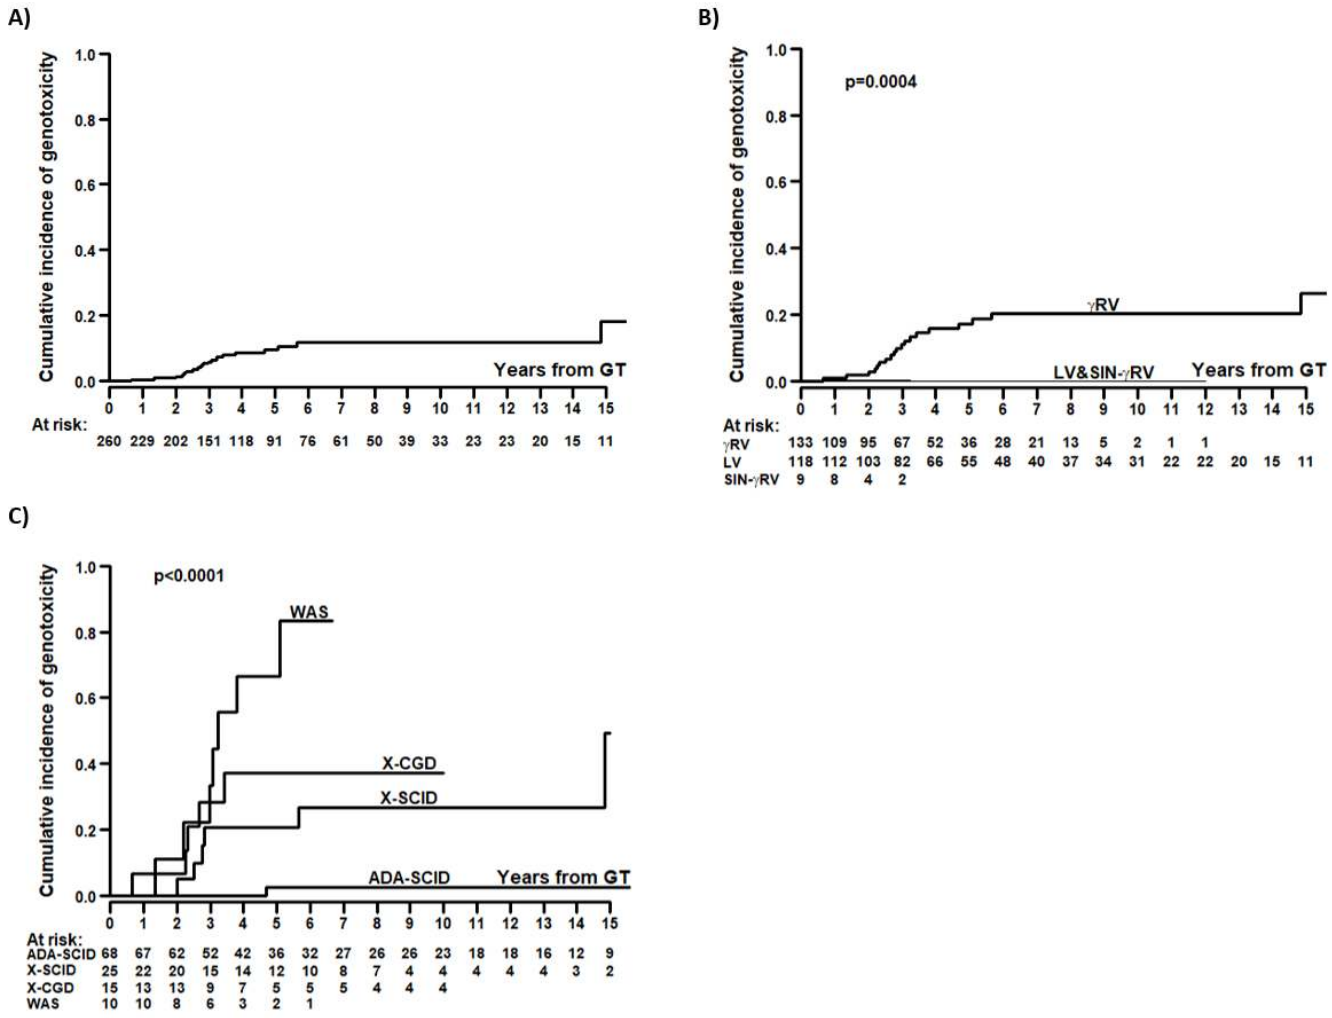 A)
Cumulative incidence of genotoxicity
1.0
0.8
0.6
0.4
0.2
0.0
Years from GT
0 1 2 3 4 5 6 7 8 9 10 11 12 13 14 15
At risk:
260 229 202 151 118 91 76 61 50 39 33 23 23 20 15 11
B)
Cumulative incidence of genotoxicity
1.0
0.8
0.6
0.4
0.2
0.0
p=0.0004
γRV
LV&SIN-γRV
Years from GT
0 1 2 3 4 5 6 7 8 9 10 11 12 13 14 15
At risk:
γRV 133 109 95 67 52 36 28 21 13 5 2 1 1
LV 118 112 103 82 66 55 48 40 37 34 31 22 22 20 15 11
SIN-γRV 9 8 4 2
C)
Cumulative incidence of genotoxicity
1.0
0.8
0.6
0.4
0.2
0.0
p<0.0001
WAS
X-CGD
X-SCID
ADA-SCID
Years from GT
0 1 2 3 4 5 6 7 8 9 10 11 12 13 14 15
At risk:
ADA-SCID 68 67 62 52 42 36 32 27 26 26 23 18 18 16 12 9
X-SCID 25 22 20 15 14 12 10 8 7 4 4 4 4 4 3 2
X-CGD 15 13 13 9 7 5 5 5 4 4 4
WAS 10 10 8 6 3 2 1